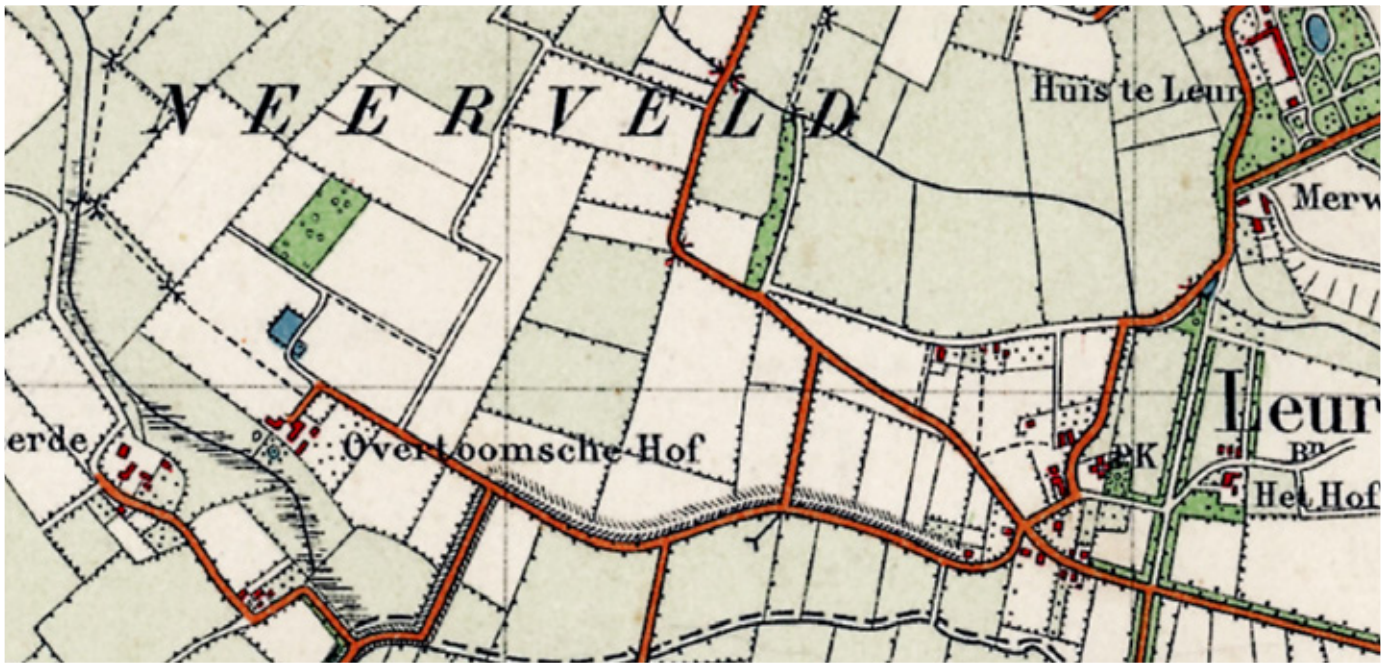 NEERVELD
Huis te Leur
Merw
Leur
erde
Overtoomsche Hof
PK
Bn
Het Hof